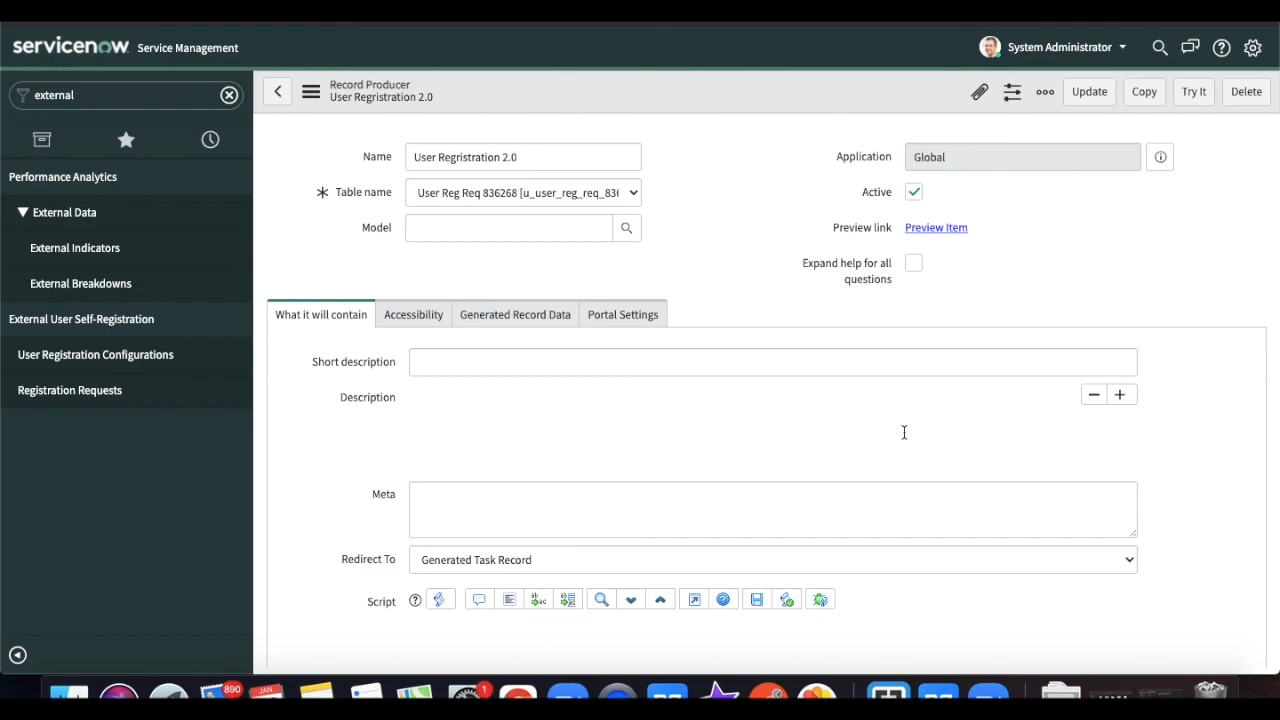 servicenow Service Management
System Administrator
external
Record Producer
User Regristration 2.0
Update
Copy
Try It
Delete
Performance Analytics
External Data
External Indicators
External Breakdowns
External User Self-Registration
User Registration Configurations
Registration Requests
Name
User Regristration 2.0
Table name
User Reg Req 836268 [u_user_reg_req_836
Model
Application
Global
Active
Preview link
Preview Item
Expand help for all
questions
What it will contain
Accessibility
Generated Record Data
Portal Settings
Short description
Description
Meta
Redirect To
Generated Task Record
Script
890
JAN
1